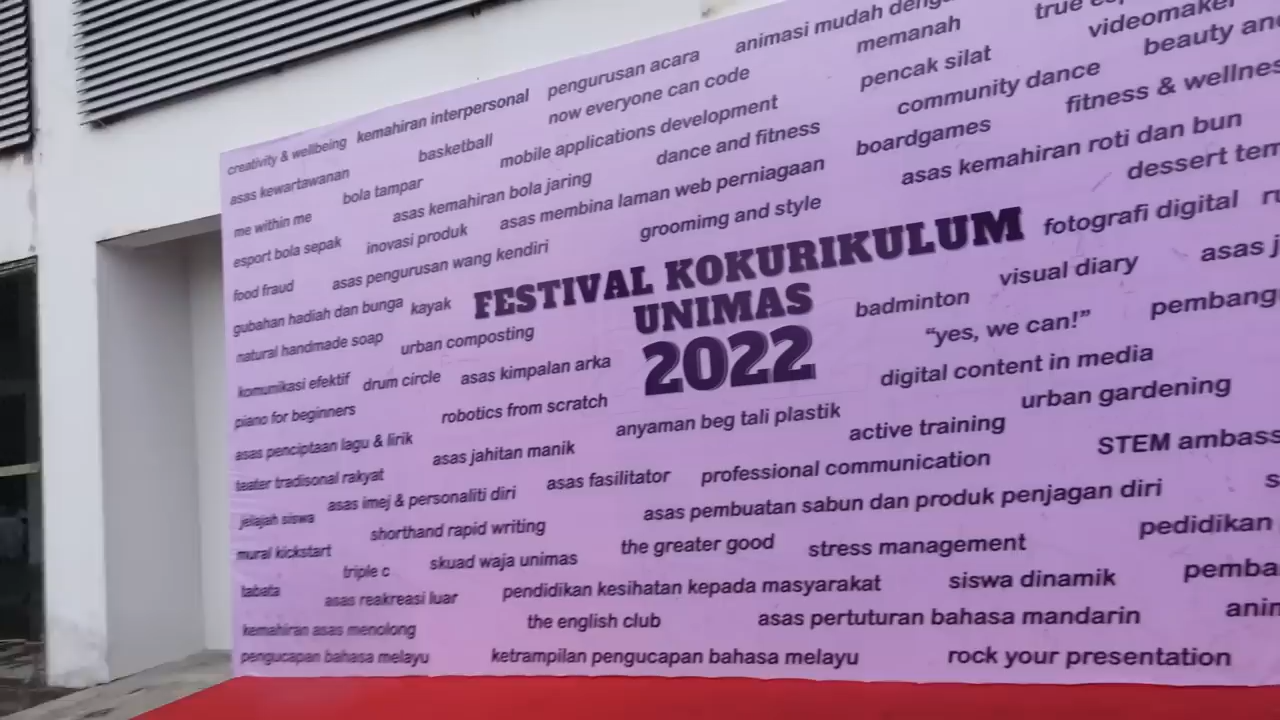 creativity & wellbeing kemahiran interpersonal pengurusan acara animasi mudah
asas kewartawanan basketball now everyone can code memanah true
me within me bola tampar mobile applications development pencak silat videomaker
esport bola sepak asas kemahiran bola jaring dance and fitness community dance beauty
food fraud inovasi produk asas membina laman web perniagaan boardgames fitness & wellnes
gubahan hadiah dan bunga asas pengurusan wang kendiri groomimg and style asas kemahiran roti dan bun
natural handmade soap kayak dessert
FESTIVAL KOKURIKULUM
UNIMAS
2022
fotografi digital
visual diary asas
urban composting badminton pembang
komunikasi efektif drum circle asas kimpalan arka "yes, we can!"
piano for beginners robotics from scratch digital content in media
asas penciptaan lagu & lirik anyaman beg tali plastik urban gardening
teater tradisonal rakyat asas jahitan manik active training
jelajah siswa asas imej & personaliti diri asas fasilitator professional communication STEM ambass
mural kickstart shorthand rapid writing asas pembuatan sabun dan produk penjagan diri
tabata triple c skuad waja unimas the greater good stress management pedidikan
asas reakreasi luar pendidikan kesihatan kepada masyarakat siswa dinamik pemba
kemahiran asas menolong the english club asas pertuturan bahasa mandarin
pengucapan bahasa melayu ketrampilan pengucapan bahasa melayu rock your presentation